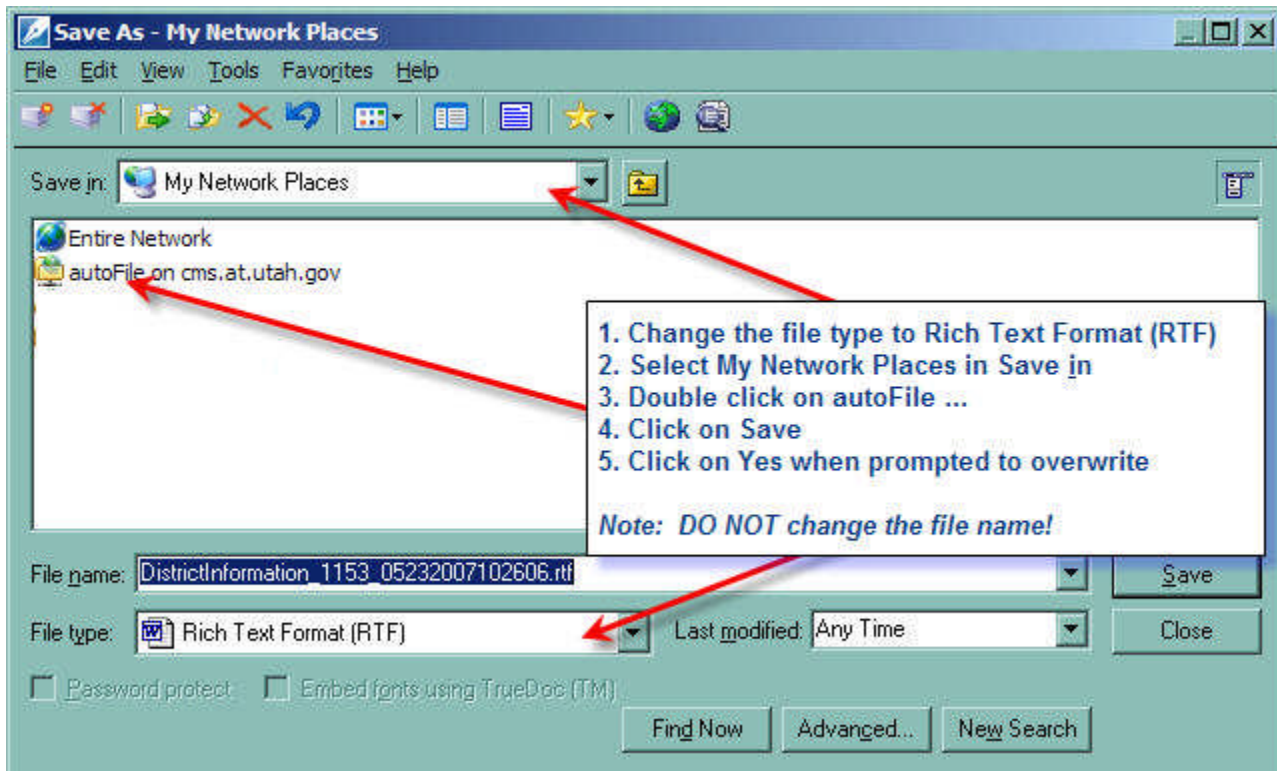 Save As - My Network Places
File Edit View Tools Favorites Help
Save in: My Network Places
Entire Network
autoFile on cms.at.utah.gov
1. Change the file type to Rich Text Format (RTF)
2. Select My Network Places in Save in
3. Double click on autoFile ...
4. Click on Save
5. Click on Yes when prompted to overwrite
Note: DO NOT change the file name!
File name: DistrictInformation_1153_05232007102606.rtf Save
File type: Rich Text Format (RTF) Last modified: Any Time Close
Password protect Embed fonts using TrueDoc (TM)
Find Now Advanced... New Search